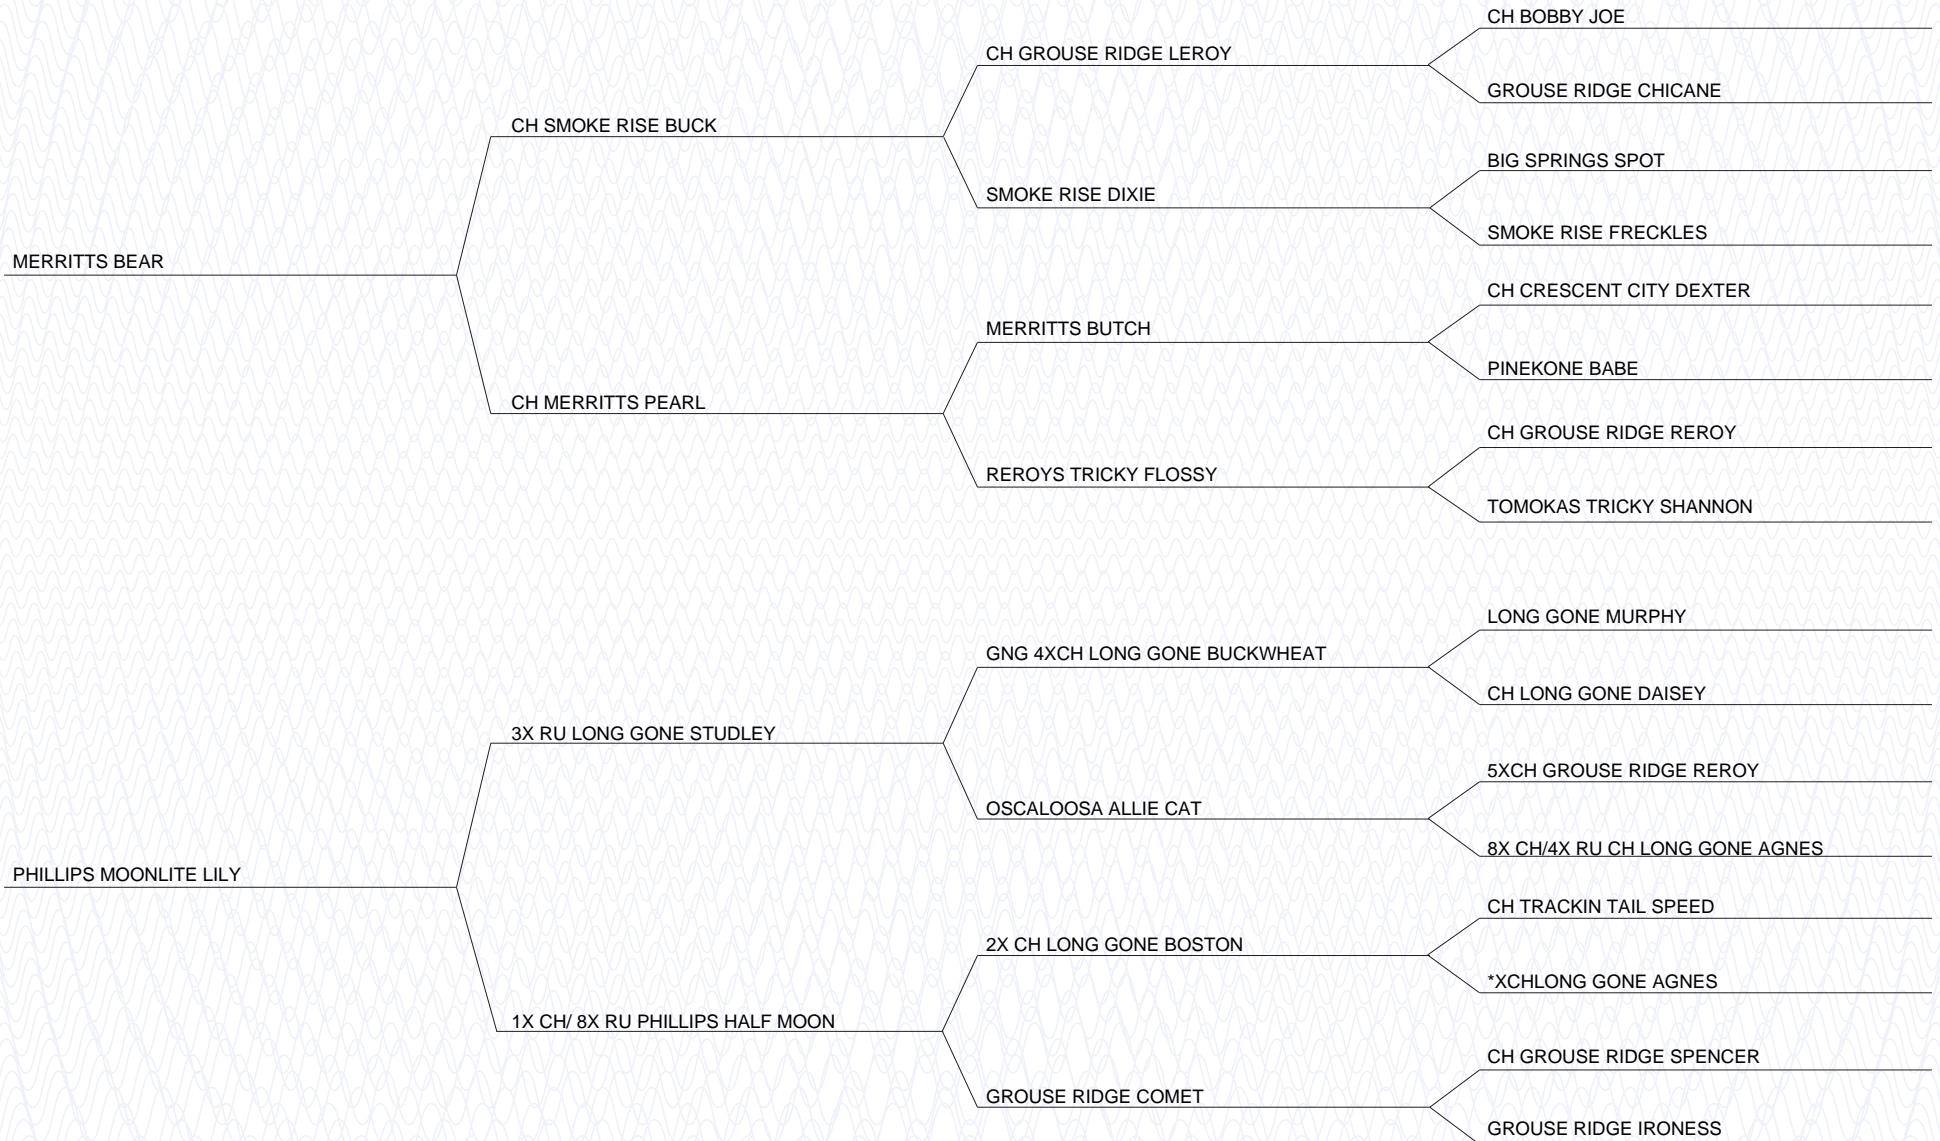 CH BOBBY JOE
CH GROUSE RIDGE LEROY
GROUSE RIDGE CHICANE
CH SMOKE RISE BUCK
BIG SPRINGS SPOT
SMOKE RISE DIXIE
SMOKE RISE FRECKLES
MERRITTS BEAR
CH CRESCENT CITY DEXTER
MERRITTS BUTCH
PINEKONE BABE
CH MERRITTS PEARL
CH GROUSE RIDGE REROY
REROYS TRICKY FLOSSY
TOMOKAS TRICKY SHANNON
LONG GONE MURPHY
GNG 4XCH LONG GONE BUCKWHEAT
CH LONG GONE DAISEY
3X RU LONG GONE STUDLEY
5XCH GROUSE RIDGE REROY
OSCALOOSA ALLIE CAT
8X CH/4X RU CH LONG GONE AGNES
PHILLIPS MOONLITE LILY
CH TRACKIN TAIL SPEED
2X CH LONG GONE BOSTON
*XCHLONG GONE AGNES
1X CH/ 8X RU PHILLIPS HALF MOON
CH GROUSE RIDGE SPENCER
GROUSE RIDGE COMET
GROUSE RIDGE IRONESS